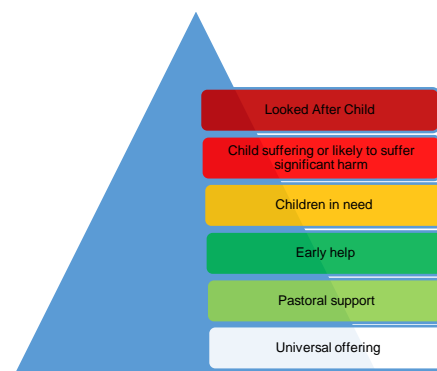 Looked After Child
Child suffering or likely to suffer
significant harm
Children in need
Early help
Pastoral support
Universal offering